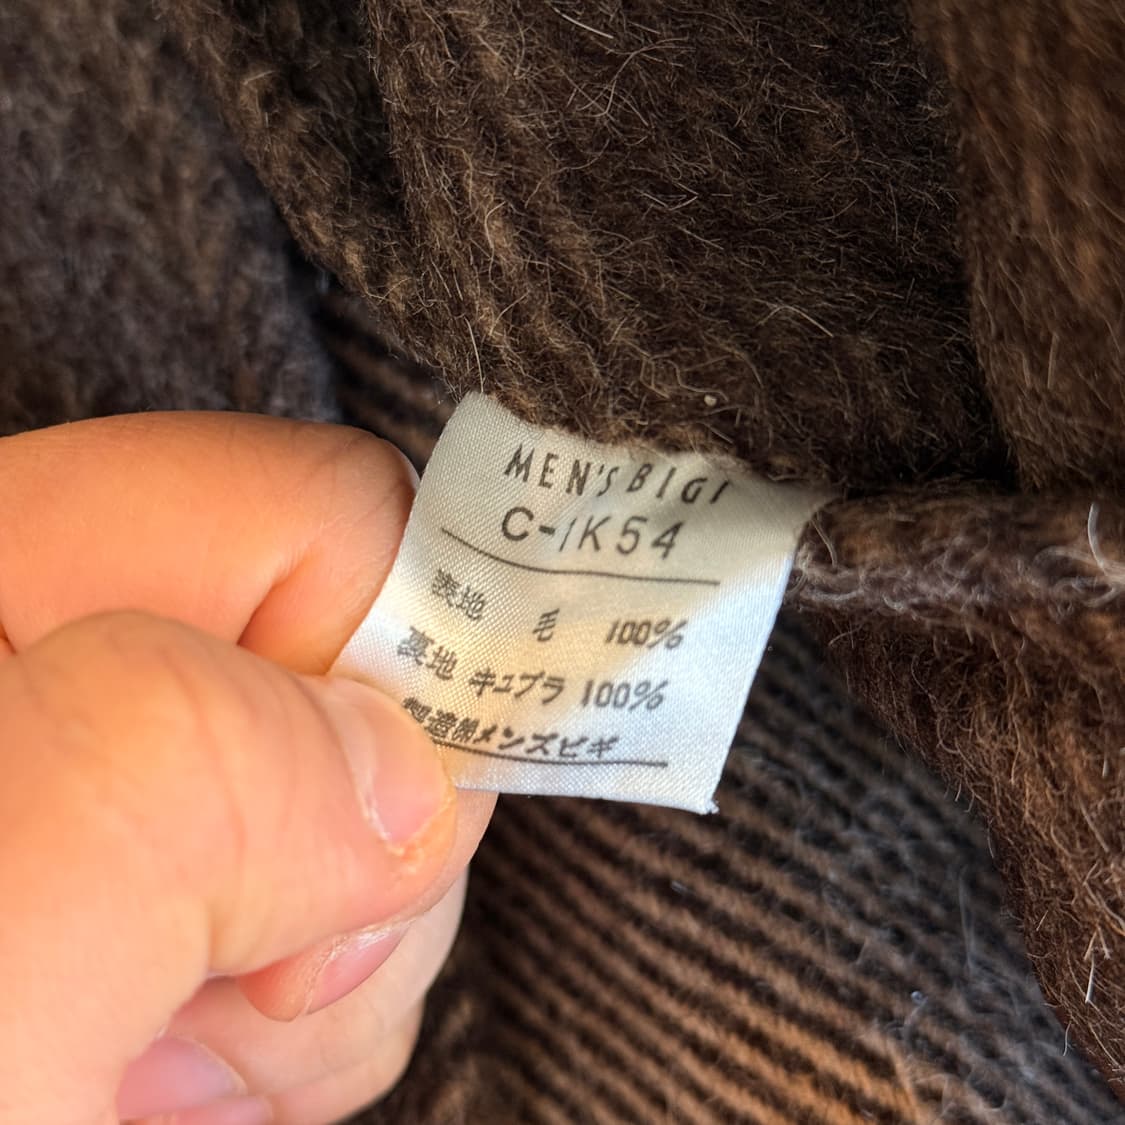 MEN'S BIGI
C-1K54
表地 毛 100%
裏地 キュプラ 100%
製造㈱メンズビギ